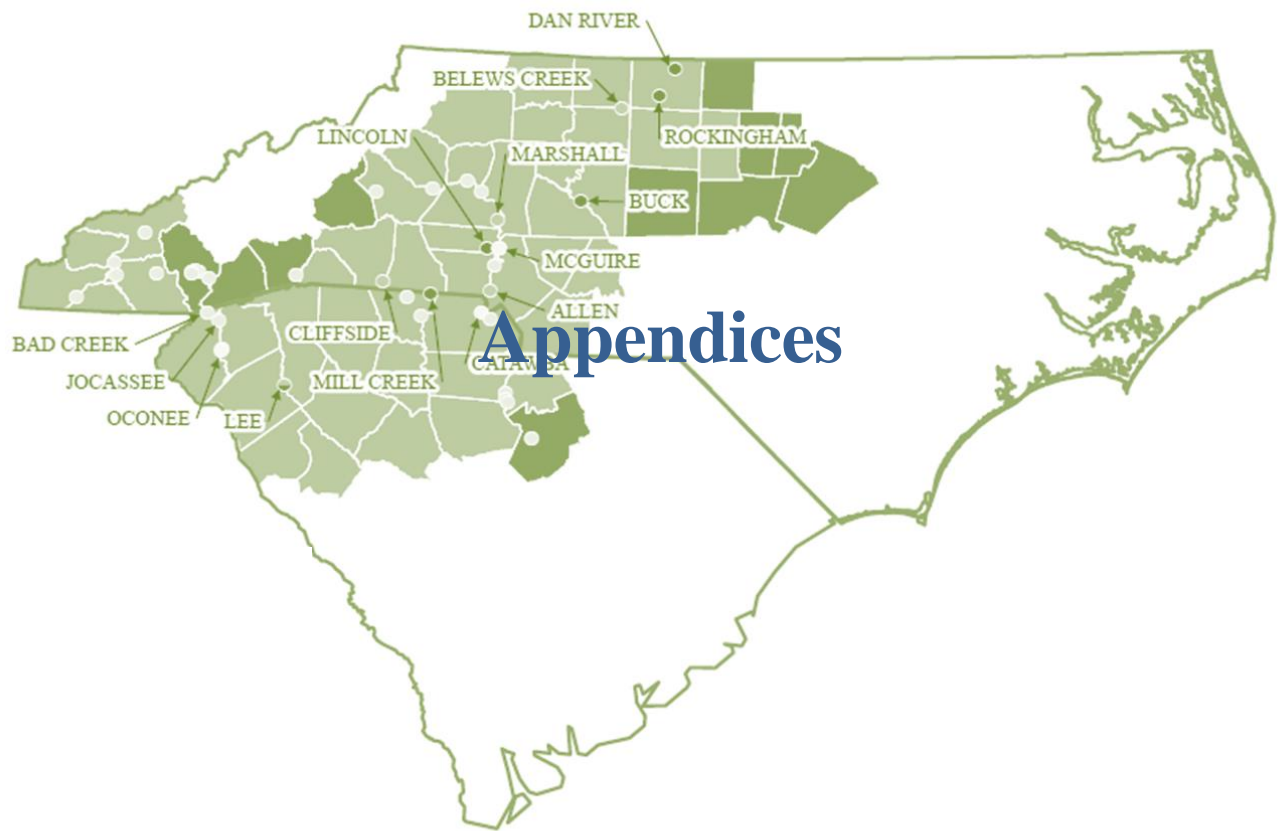 DAN RIVER
BELEWS CREEK
LINCOLN
ROCKINGHAM
MARSHALL
BUCK
MCGUIRE
ALLEN
CLIFFSIDE
Appendices
BAD CREEK
CATAWBA
JOCASSEE
MILL CREEK
OCONEE
LEE